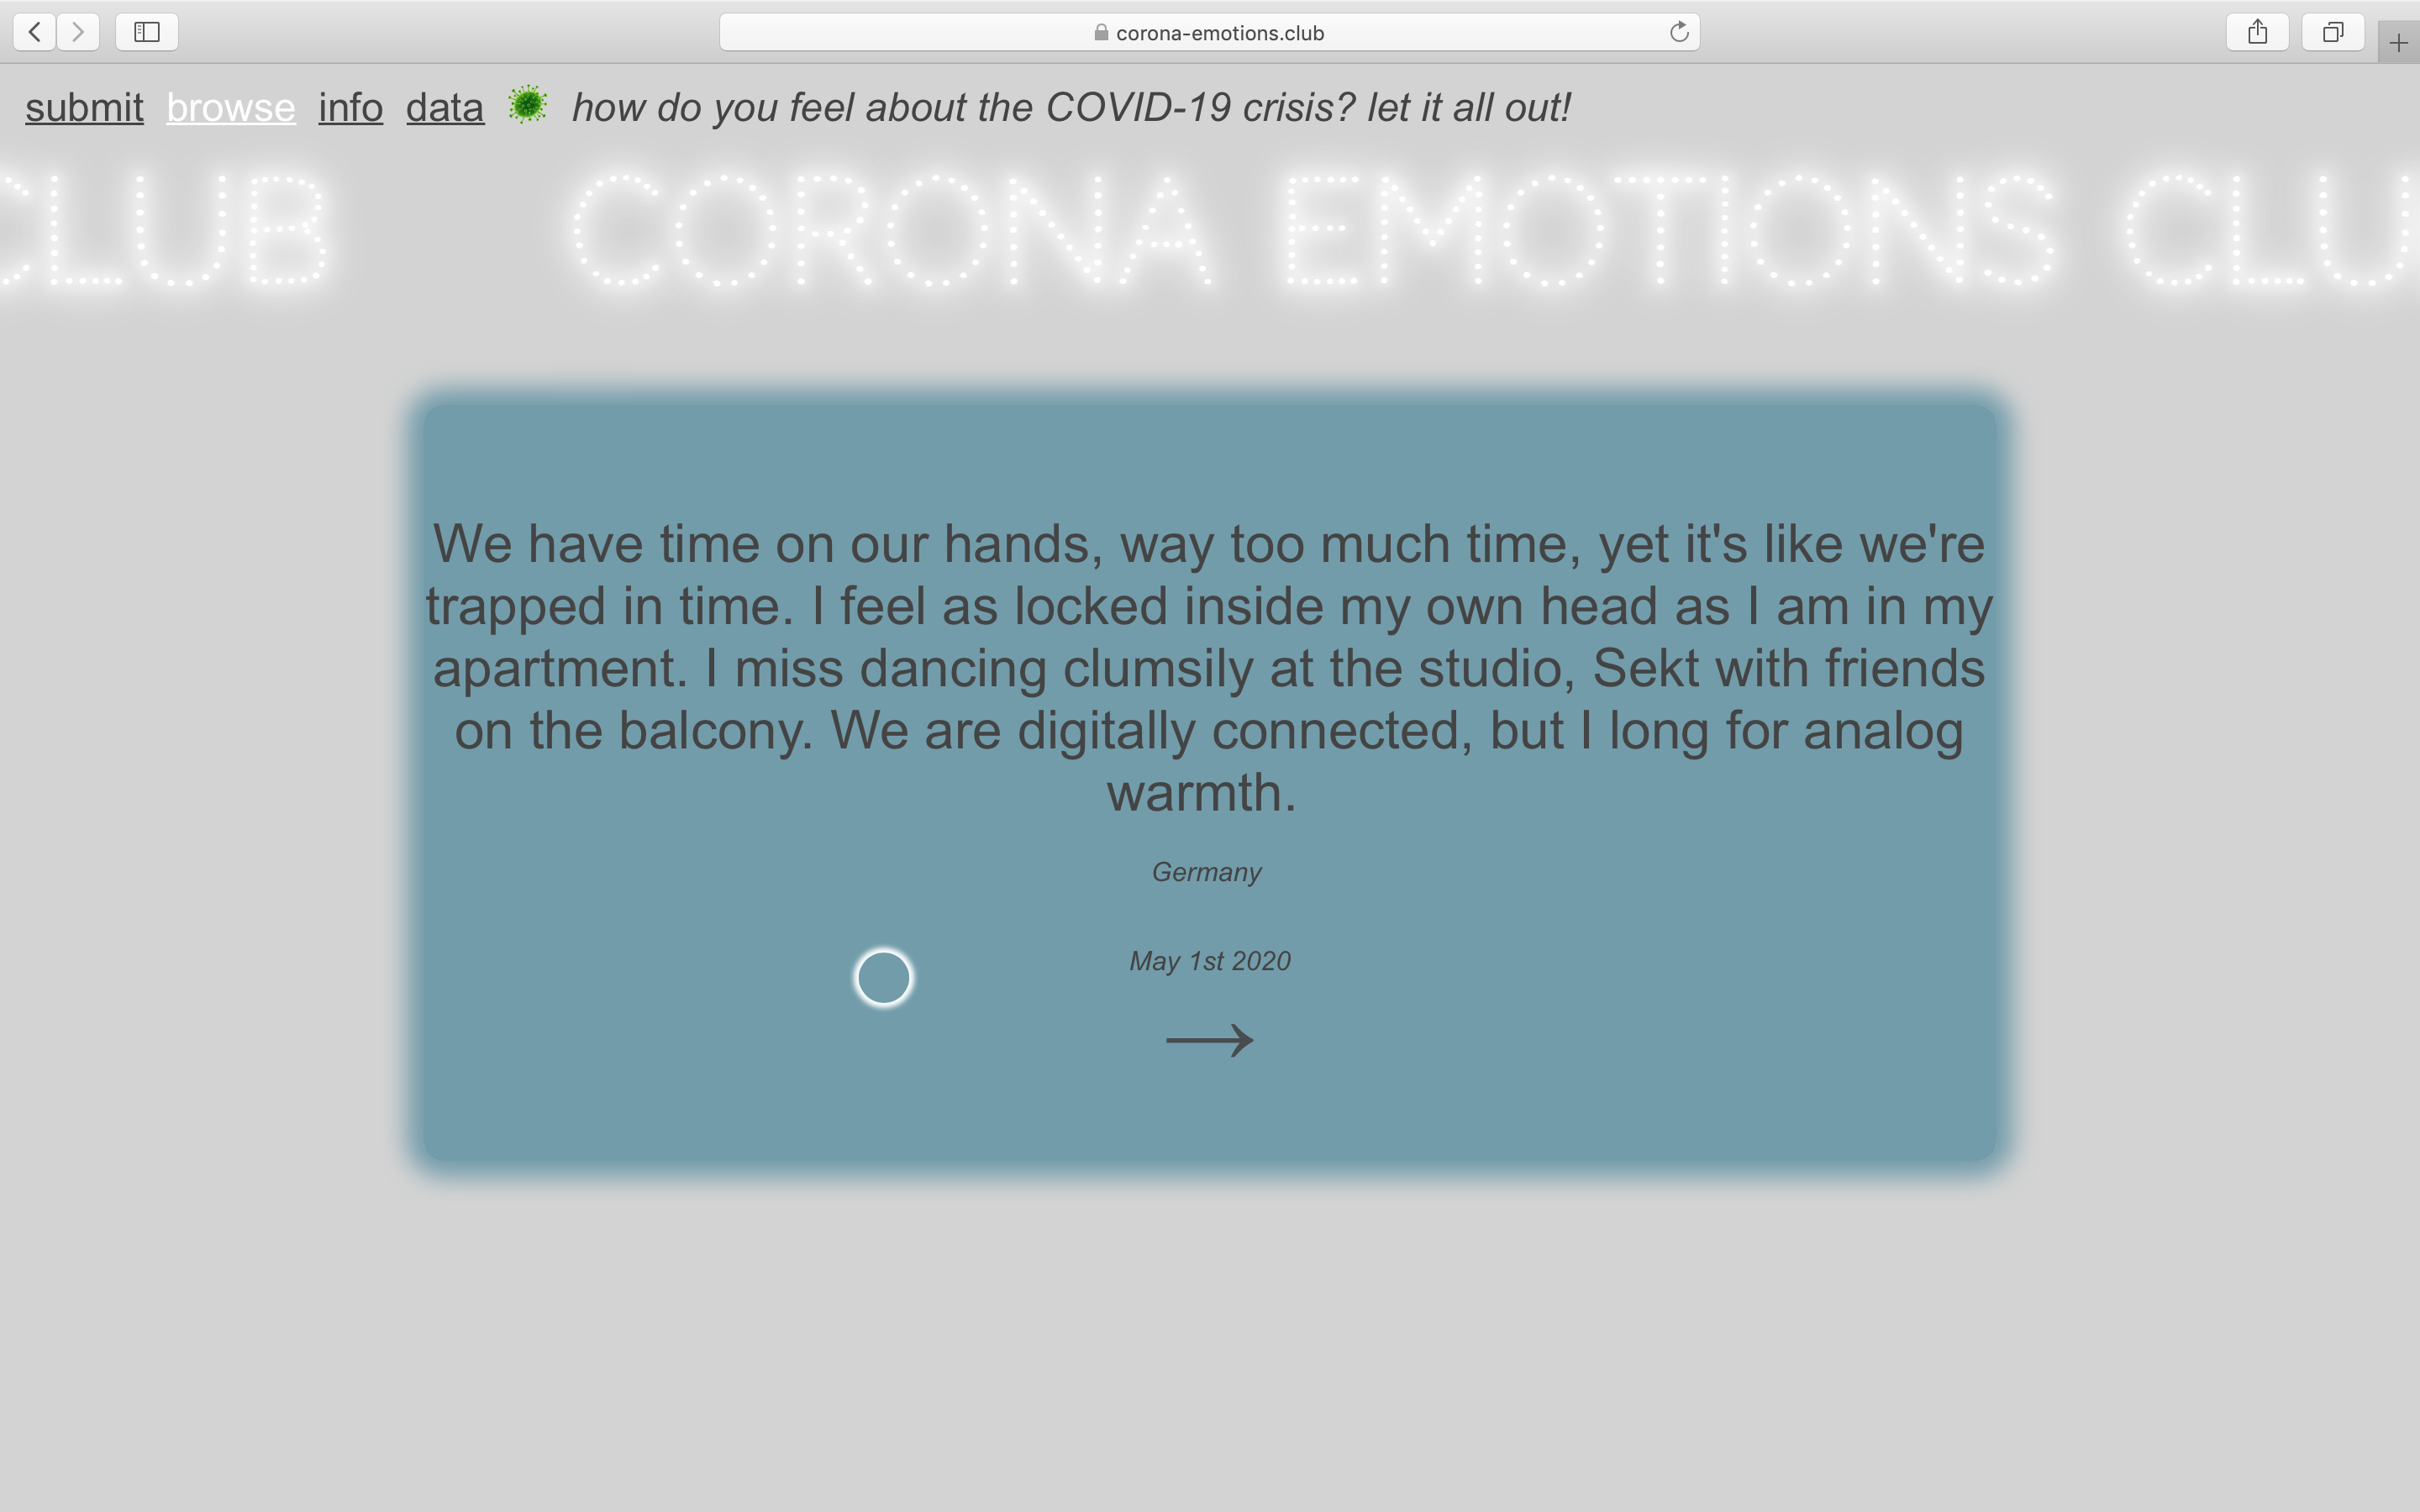 corona-emotions.club
submit browse info data how do you feel about the COVID-19 crisis? let it all out!
CLUB CORONA EMOTIONS CLU
We have time on our hands, way too much time, yet it's like we're
trapped in time. I feel as locked inside my own head as I am in my
apartment. I miss dancing clumsily at the studio, Sekt with friends
on the balcony. We are digitally connected, but I long for analog
warmth.
Germany
May 1st 2020